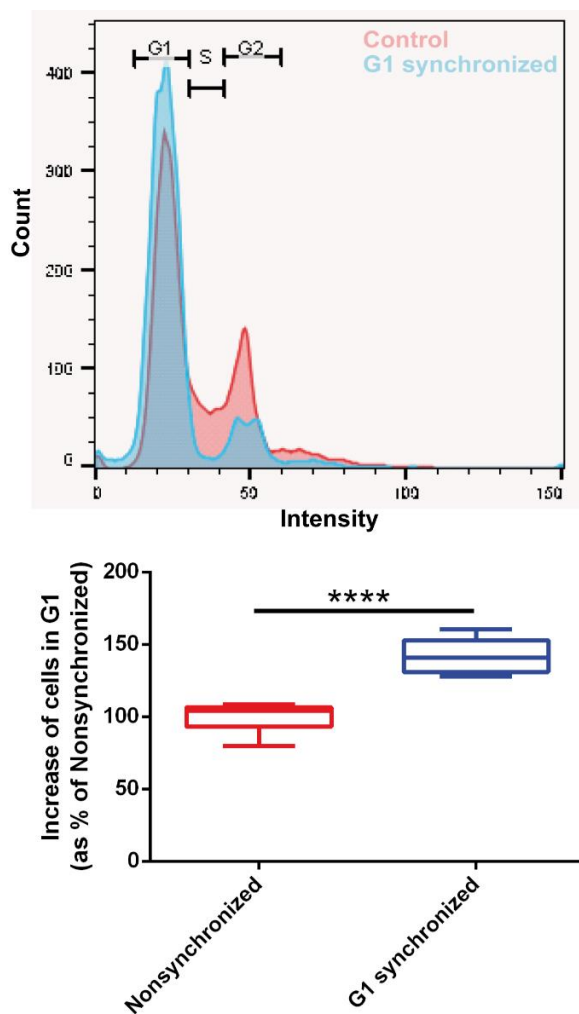 G1 S G2
Control
G1 synchronized
400
300
200
100
0
Count
0 50 100 150
Intensity
****
200
150
100
50
0
Increase of cells in G1
(as % of Nonsynchronized)
Nonsynchronized
G1 synchronized